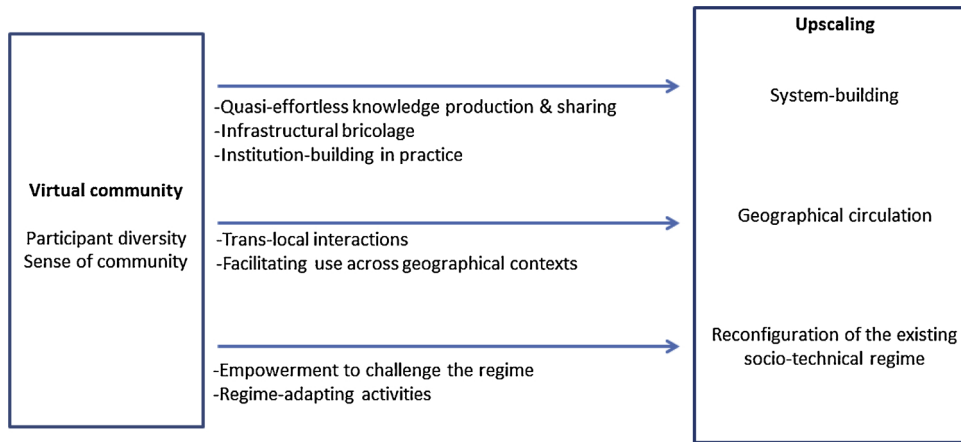 Virtual community
Participant diversity
Sense of community
-Quasi-effortless knowledge production & sharing
-Infrastructural bricolage
-Institution-building in practice
-Trans-local interactions
-Facilitating use across geographical contexts
-Empowerment to challenge the regime
-Regime-adapting activities
Upscaling
System-building
Geographical circulation
Reconfiguration of the existing
socio-technical regime